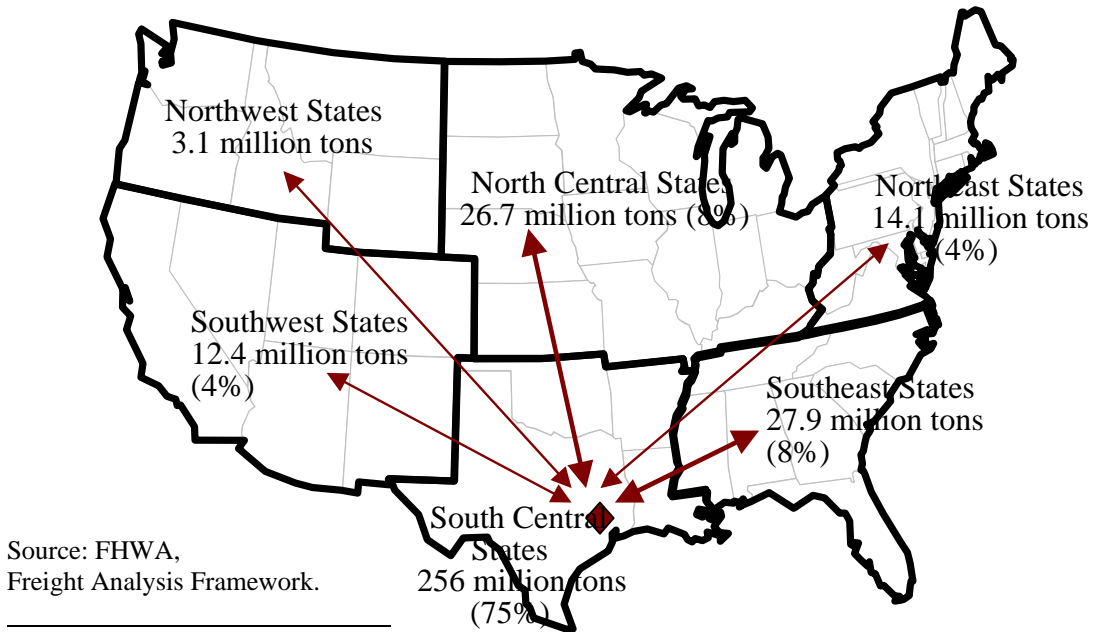 Northwest States
3.1 million tons
North Central States
26.7 million tons (8%)
Northeast States
14.1 million tons
(4%)
Southwest States
12.4 million tons
(4%)
Southeast States
27.9 million tons
(8%)
South Central
States
256 million tons
(75%)
Source: FHWA,
Freight Analysis Framework.